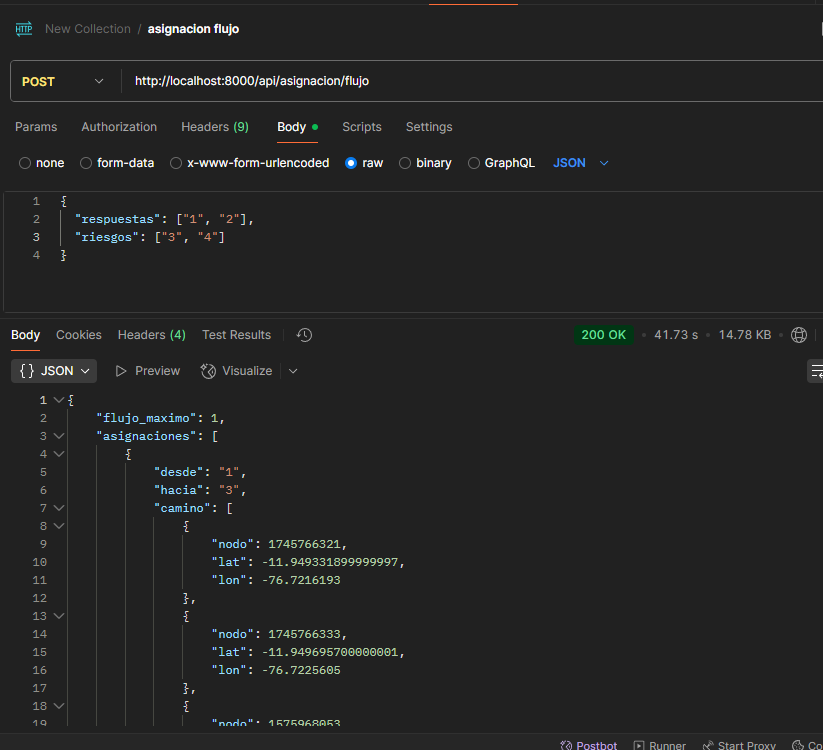 HTTP New Collection / asignacion flujo
POST http://localhost:8000/api/asignacion/flujo
Params Authorization Headers (9) Body Scripts Settings
none form-data x-www-form-urlencoded raw binary GraphQL JSON
1 {
2 "respuestas": ["1", "2"],
3 "riesgos": ["3", "4"]
4 }
Body Cookies Headers (4) Test Results 200 OK 41.73 s 14.78 KB
{} JSON Preview Visualize
1 {
2 "flujo_maximo": 1,
3 "asignaciones": [
4 {
5 "desde": "1",
6 "hacia": "3",
7 "camino": [
8 {
9 "nodo": 1745766321,
10 "lat": -11.949331899999997,
11 "lon": -76.7216193
12 },
13 {
14 "nodo": 1745766333,
15 "lat": -11.949695700000001,
16 "lon": -76.7225605
17 },
18 {
19 "nodo": 1575968053
Postbot Runner Start Proxy Co